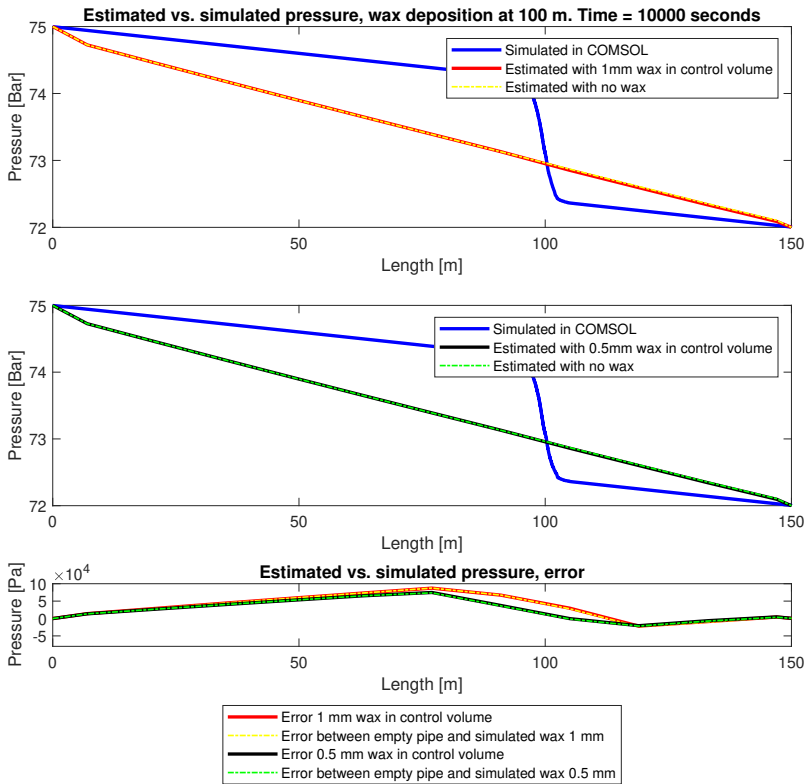 Estimated vs. simulated pressure, wax deposition at 100 m. Time = 10000 seconds
75
74
73
72
Pressure [Bar]
Simulated in COMSOL
Estimated with 1mm wax in control volume
Estimated with no wax
0 50 100 150
Length [m]
75
74
73
72
Pressure [Bar]
Simulated in COMSOL
Estimated with 0.5mm wax in control volume
Estimated with no wax
0 50 100 150
Length [m]
Estimated vs. simulated pressure, error
×10⁴
10
5
0
-5
Pressure [Pa]
0 50 100 150
Length [m]
Error 1 mm wax in control volume
Error between empty pipe and simulated wax 1 mm
Error 0.5 mm wax in control volume
Error between empty pipe and simulated wax 0.5 mm